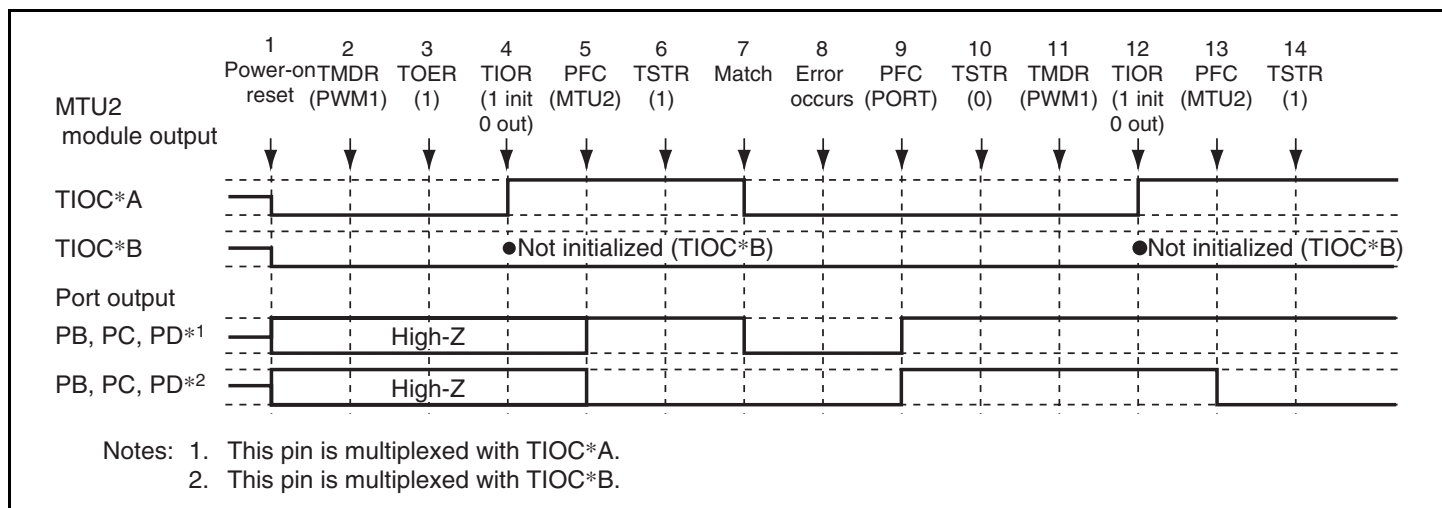 1 2 3 4 5 6 7 8 9 10 11 12 13 14
Power-on TMDR TOER TIOR PFC TSTR Match Error PFC TSTR TMDR TIOR PFC TSTR
reset (PWM1) (1) (1 init (MTU2) (1) occurs (PORT) (0) (PWM1) (1 init (MTU2) (1)
0 out) 0 out)
MTU2
module output
TIOC*A
TIOC*B ●Not initialized (TIOC*B) ●Not initialized (TIOC*B)
Port output
PB, PC, PD*1 High-Z
PB, PC, PD*2 High-Z
Notes: 1. This pin is multiplexed with TIOC*A.
2. This pin is multiplexed with TIOC*B.